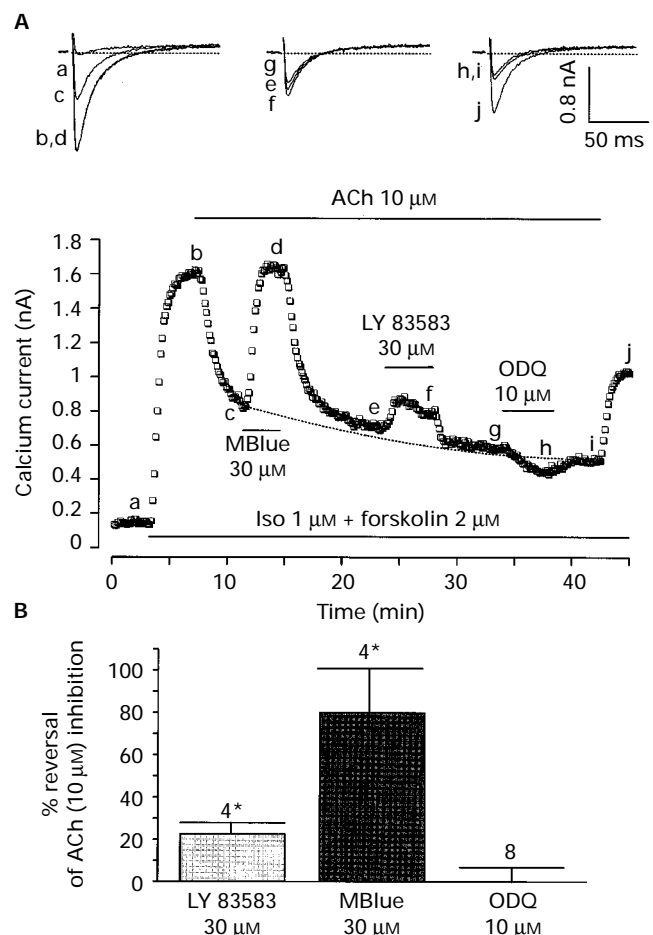 A
a
c
b,d
g
e
f
h,i
j
0.8 nA
50 ms
ACh 10 µM
1.8
1.6
1.4
1.2
1
0.8
0.6
0.4
0.2
0
Calcium current (nA)
a
b
c
d
MBlue
30 µM
e
LY 83583
30 µM
f
g
ODQ
10 µM
h
i
j
Iso 1 µM + forskolin 2 µM
0 10 20 30 40
Time (min)
B
% reversal
of ACh (10 µM) inhibition
100
80
60
40
20
0
4*
4*
8
LY 83583 MBlue ODQ
30 µM 30 µM 10 µM